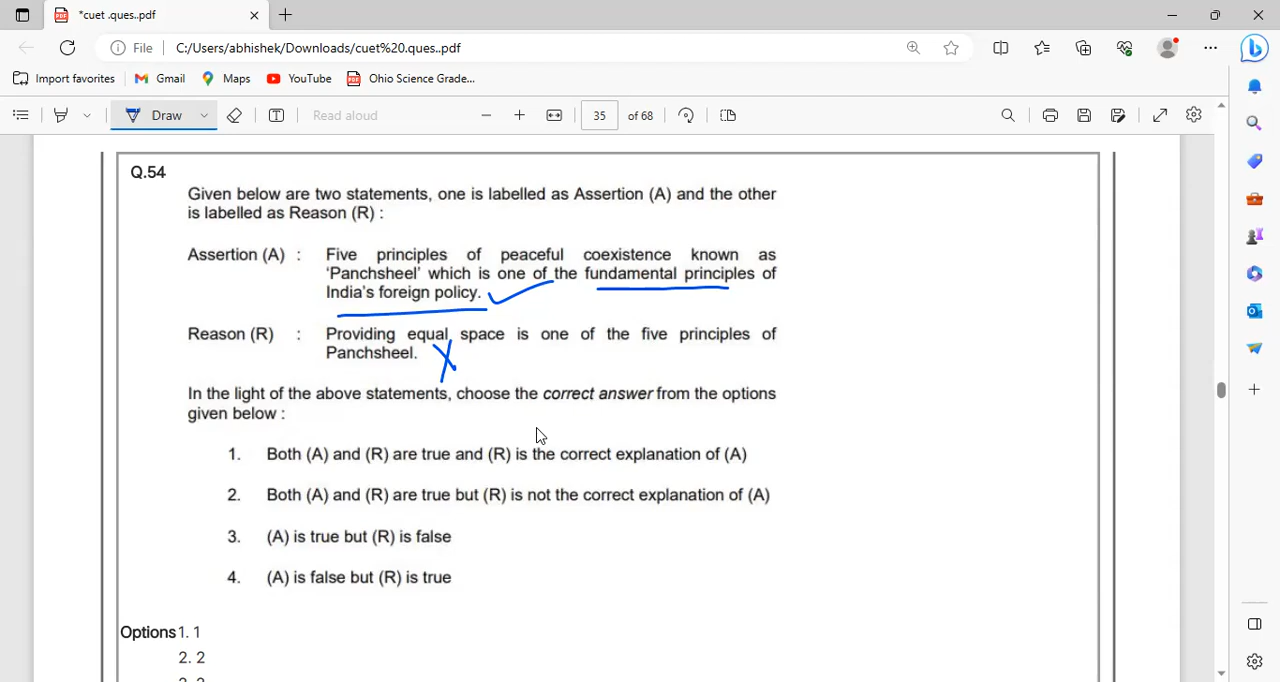 *cuet .ques..pdf
File C:/Users/abhishek/Downloads/cuet%20.ques..pdf
Import favorites Gmail Maps YouTube Ohio Science Grade...
Draw Read aloud 35 of 68
Q.54
Given below are two statements, one is labelled as Assertion (A) and the other
is labelled as Reason (R) :
Assertion (A) : Five principles of peaceful coexistence known as
'Panchsheel' which is one of the fundamental principles of
India's foreign policy.
Reason (R) : Providing equal space is one of the five principles of
Panchsheel.
In the light of the above statements, choose the correct answer from the options
given below :
1. Both (A) and (R) are true and (R) is the correct explanation of (A)
2. Both (A) and (R) are true but (R) is not the correct explanation of (A)
3. (A) is true but (R) is false
4. (A) is false but (R) is true
Options 1. 1
2. 2